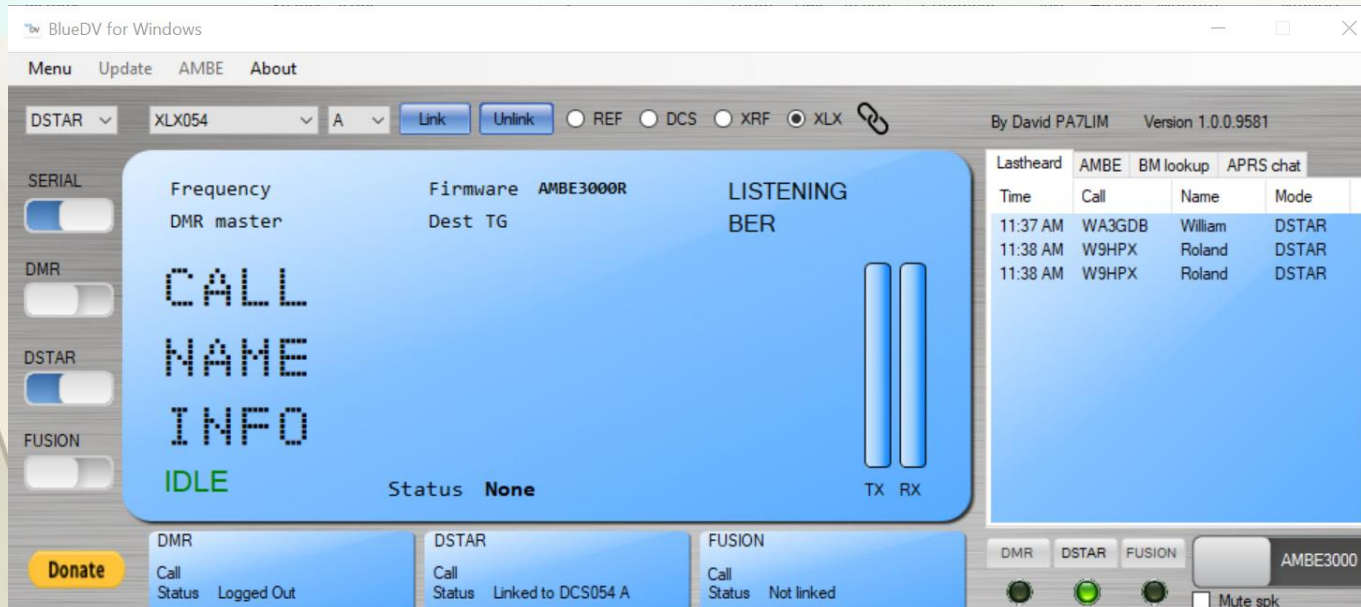 BlueDV for Windows
Menu Update AMBE About
DSTAR XLX054 A Link Unlink REF DCS XRF XLX
By David PA7LIM Version 1.0.0.9581
SERIAL
DMR
DSTAR
FUSION
Donate
Frequency Firmware AMBE3000R LISTENING
DMR master Dest TG BER
CALL
NAME
INFO
IDLE Status None TX RX
Lastheard AMBE BM lookup APRS chat
Time Call Name Mode
11:37 AM WA3GDB William DSTAR
11:38 AM W9HPX Roland DSTAR
11:38 AM W9HPX Roland DSTAR
DMR
Call
Status Logged Out
DSTAR
Call
Status Linked to DCS054 A
FUSION
Call
Status Not linked
DMR DSTAR FUSION AMBE3000
Mute spk